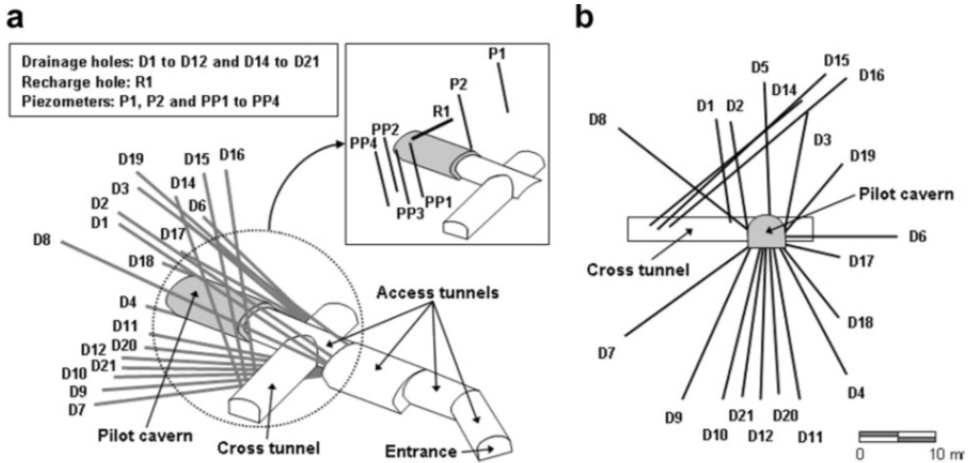 a
Drainage holes: D1 to D12 and D14 to D21
Recharge hole: R1
Piezometers: P1, P2 and PP1 to PP4
P1
P2
R1
PP2
PP4
PP1
PP3
D19
D15
D16
D3
D14
D2
D6
D1
D17
D8
D18
D4
D11
D20
D12
D21
D10
D9
D7
Access tunnels
Pilot cavern
Cross tunnel
Entrance
b
D15
D5
D16
D14
D1
D2
D8
D3
D19
Pilot cavern
D6
Cross tunnel
D17
D18
D7
D4
D9
D21
D20
D10
D12
D11
10 mr